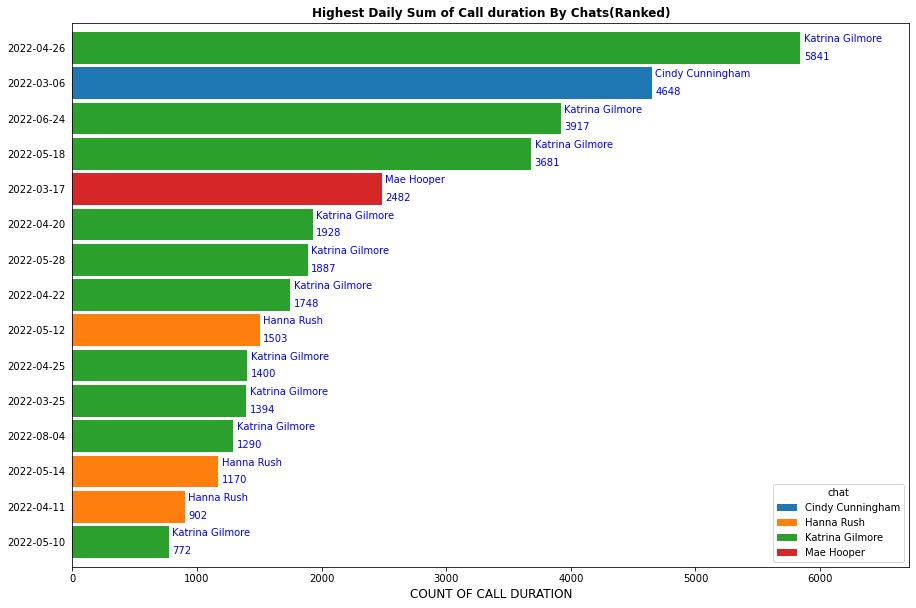 Highest Daily Sum of Call duration By Chats(Ranked)
2022-04-26
Katrina Gilmore
5841
2022-03-06
Cindy Cunningham
4648
2022-06-24
Katrina Gilmore
3917
2022-05-18
Katrina Gilmore
3681
2022-03-17
Mae Hooper
2482
2022-04-20
Katrina Gilmore
1928
2022-05-28
Katrina Gilmore
1887
2022-04-22
Katrina Gilmore
1748
2022-05-12
Hanna Rush
1503
2022-04-25
Katrina Gilmore
1400
2022-03-25
Katrina Gilmore
1394
2022-08-04
Katrina Gilmore
1290
2022-05-14
Hanna Rush
1170
2022-04-11
Hanna Rush
902
2022-05-10
Katrina Gilmore
772
chat
Cindy Cunningham
Hanna Rush
Katrina Gilmore
Mae Hooper
0 1000 2000 3000 4000 5000 6000
COUNT OF CALL DURATION